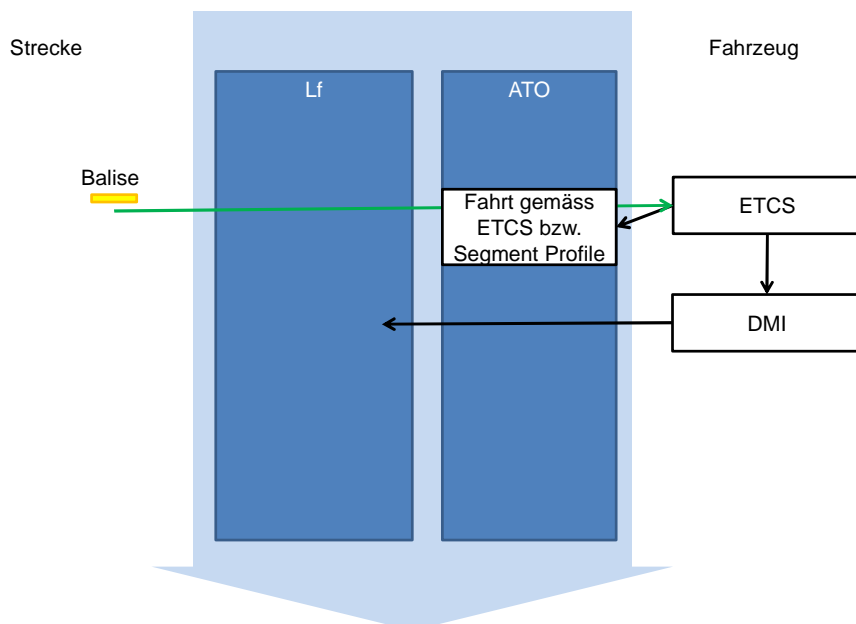 Strecke
Fahrzeug
Lf
ATO
Balise
Fahrt gemäss
ETCS bzw.
Segment Profile
ETCS
DMI